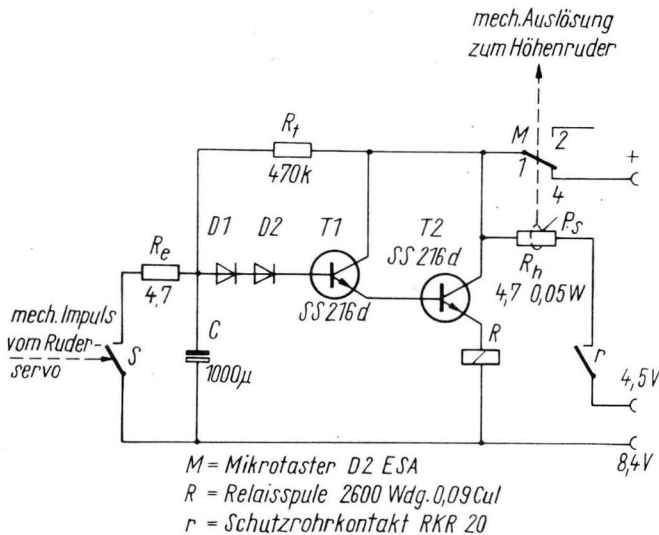 mech. Auslösung
zum Höhenruder
R_t
470k
M
2
1
4
+
D1
D2
T1
T2
SS 216 d
R_e
4,7
SS 216 d
P_s
R_h
4,7 0,05W
mech. Impuls
vom Ruder-
servo
S
C
1000µ
R
r
4,5V
8,4V
M = Mikrotaster D2 ESA
R = Relaisspule 2600 Wdg. 0,09 Cul
r = Schutzrohrkontakt RKR 20